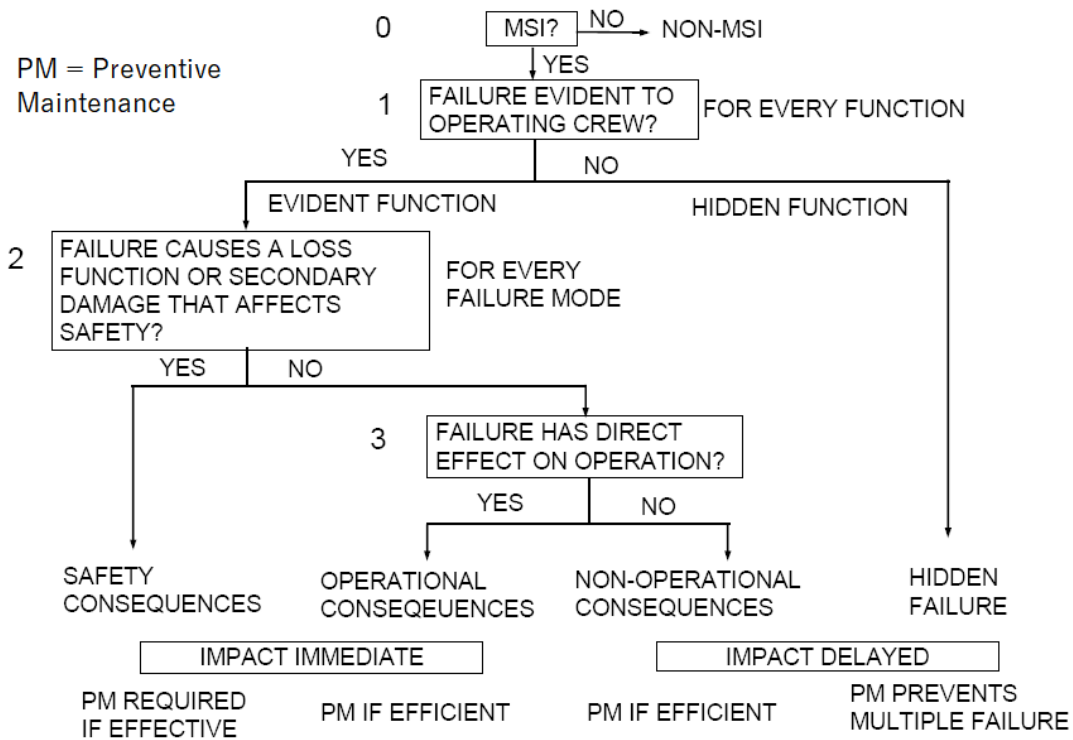 0
MSI?
NO
NON-MSI
PM = Preventive
Maintenance
YES
1
FAILURE EVIDENT TO
OPERATING CREW?
FOR EVERY FUNCTION
YES
NO
EVIDENT FUNCTION
HIDDEN FUNCTION
2
FAILURE CAUSES A LOSS
FUNCTION OR SECONDARY
DAMAGE THAT AFFECTS
SAFETY?
FOR EVERY
FAILURE MODE
YES
NO
3
FAILURE HAS DIRECT
EFFECT ON OPERATION?
YES
NO
SAFETY
CONSEQUENCES
OPERATIONAL
CONSEQEUENCES
NON-OPERATIONAL
CONSEQUENCES
HIDDEN
FAILURE
IMPACT IMMEDIATE
IMPACT DELAYED
PM REQUIRED
IF EFFECTIVE
PM IF EFFICIENT
PM IF EFFICIENT
PM PREVENTS
MULTIPLE FAILURE